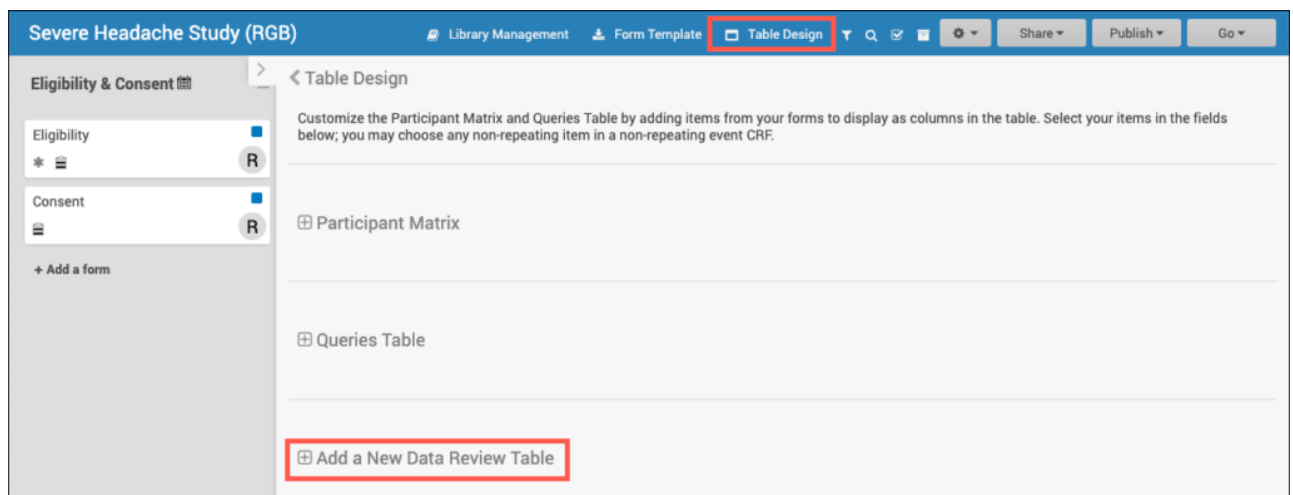 Severe Headache Study (RGB) Library Management Form Template Table Design Share Publish Go
Eligibility & Consent
Eligibility
R
Consent
R
+ Add a form
Table Design
Customize the Participant Matrix and Queries Table by adding items from your forms to display as columns in the table. Select your items in the fields
below; you may choose any non-repeating item in a non-repeating event CRF.
Participant Matrix
Queries Table
Add a New Data Review Table